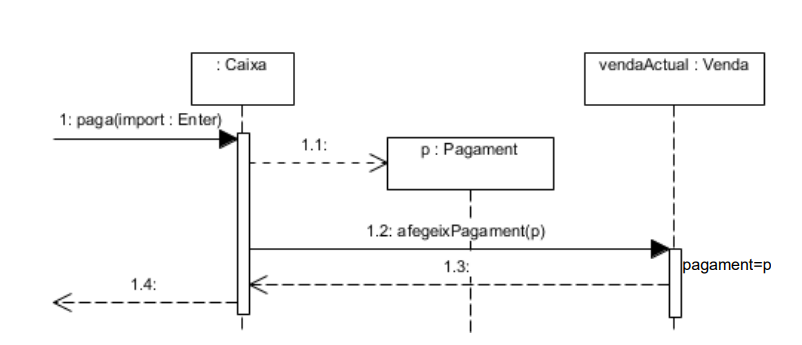 : Caixa
vendaActual : Venda
1: paga(import : Enter)
1.1:
p : Pagament
1.2: afegeixPagament(p)
pagament=p
1.3:
1.4: